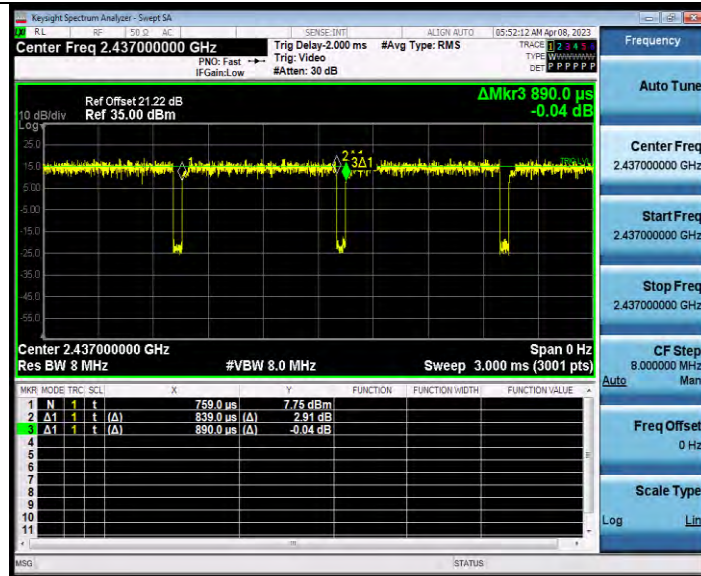 Keysight Spectrum Analyzer - Swept SA
RL RF 50 Ω AC SENSE:INT ALIGN AUTO 05:52:12 AM Apr 08, 2023
Center Freq 2.437000000 GHz
PNO: Fast
IFGain:Low
Trig Delay-2.000 ms
Trig: Video
#Atten: 30 dB
#Avg Type: RMS
TRACE 1 2 3 4 5 6
TYPE WWWWWW
DET P P P P P P
Frequency
Auto Tune
Center Freq
2.437000000 GHz
Start Freq
2.437000000 GHz
Stop Freq
2.437000000 GHz
CF Step
8.000000 MHz
Auto Man
Freq Offset
0 Hz
Scale Type
Log Lin
ΔMkr3 890.0 µs
-0.04 dB
Ref Offset 21.22 dB
10 dB/div Ref 35.00 dBm
Log
25.0
15.0
5.00
-5.00
-15.0
-25.0
-35.0
-45.0
-55.0
1
2
3Δ1
TRIG LVL
Center 2.437000000 GHz Span 0 Hz
Res BW 8 MHz #VBW 8.0 MHz Sweep 3.000 ms (3001 pts)
MKR MODE TRC SCL X Y FUNCTION FUNCTION WIDTH FUNCTION VALUE
1 N 1 t 759.0 µs 7.75 dBm
2 Δ1 1 t (Δ) 839.0 µs (Δ) 2.91 dB
3 Δ1 1 t (Δ) 890.0 µs (Δ) -0.04 dB
4
5
6
7
8
9
10
11
MSG STATUS